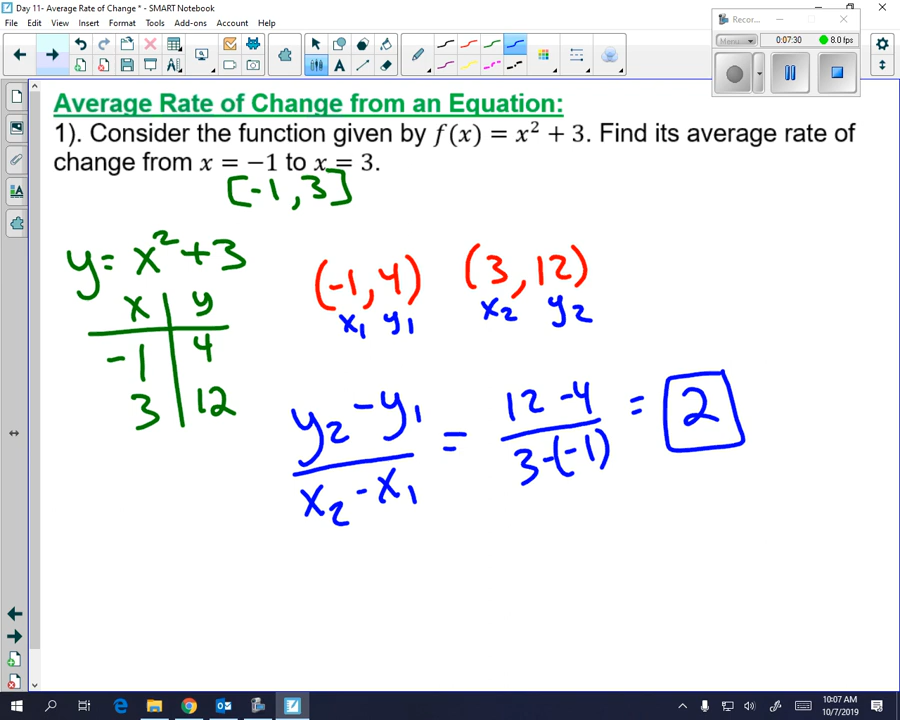 Day 11- Average Rate of Change * - SMART Notebook
Recor...
File Edit View Insert Format Tools Add-ons Account Help
Menu
0:07:30
8.0 fps
Average Rate of Change from an Equation:
1). Consider the function given by f(x) = x² + 3. Find its average rate of
change from x = −1 to x = 3.
[-1, 3]
y = x² + 3
(-1, 4) (3, 12)
x₁ y₁ x₂ y₂
x y
-1 4
3 12
y₂ - y₁ / x₂ - x₁ = 12 - 4 / 3 - (-1) = 2
10:07 AM
10/7/2019